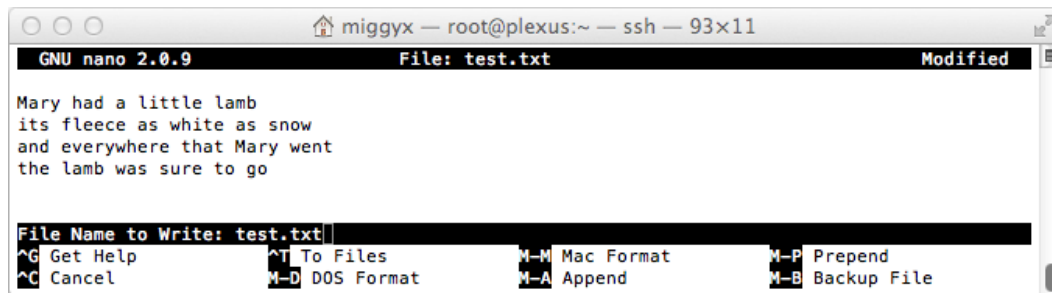 miggyx — root@plexus:~ — ssh — 93×11
GNU nano 2.0.9 File: test.txt Modified
Mary had a little lamb
its fleece as white as snow
and everywhere that Mary went
the lamb was sure to go
File Name to Write: test.txt
^G Get Help ^T To Files M-M Mac Format M-P Prepend
^C Cancel M-D DOS Format M-A Append M-B Backup File